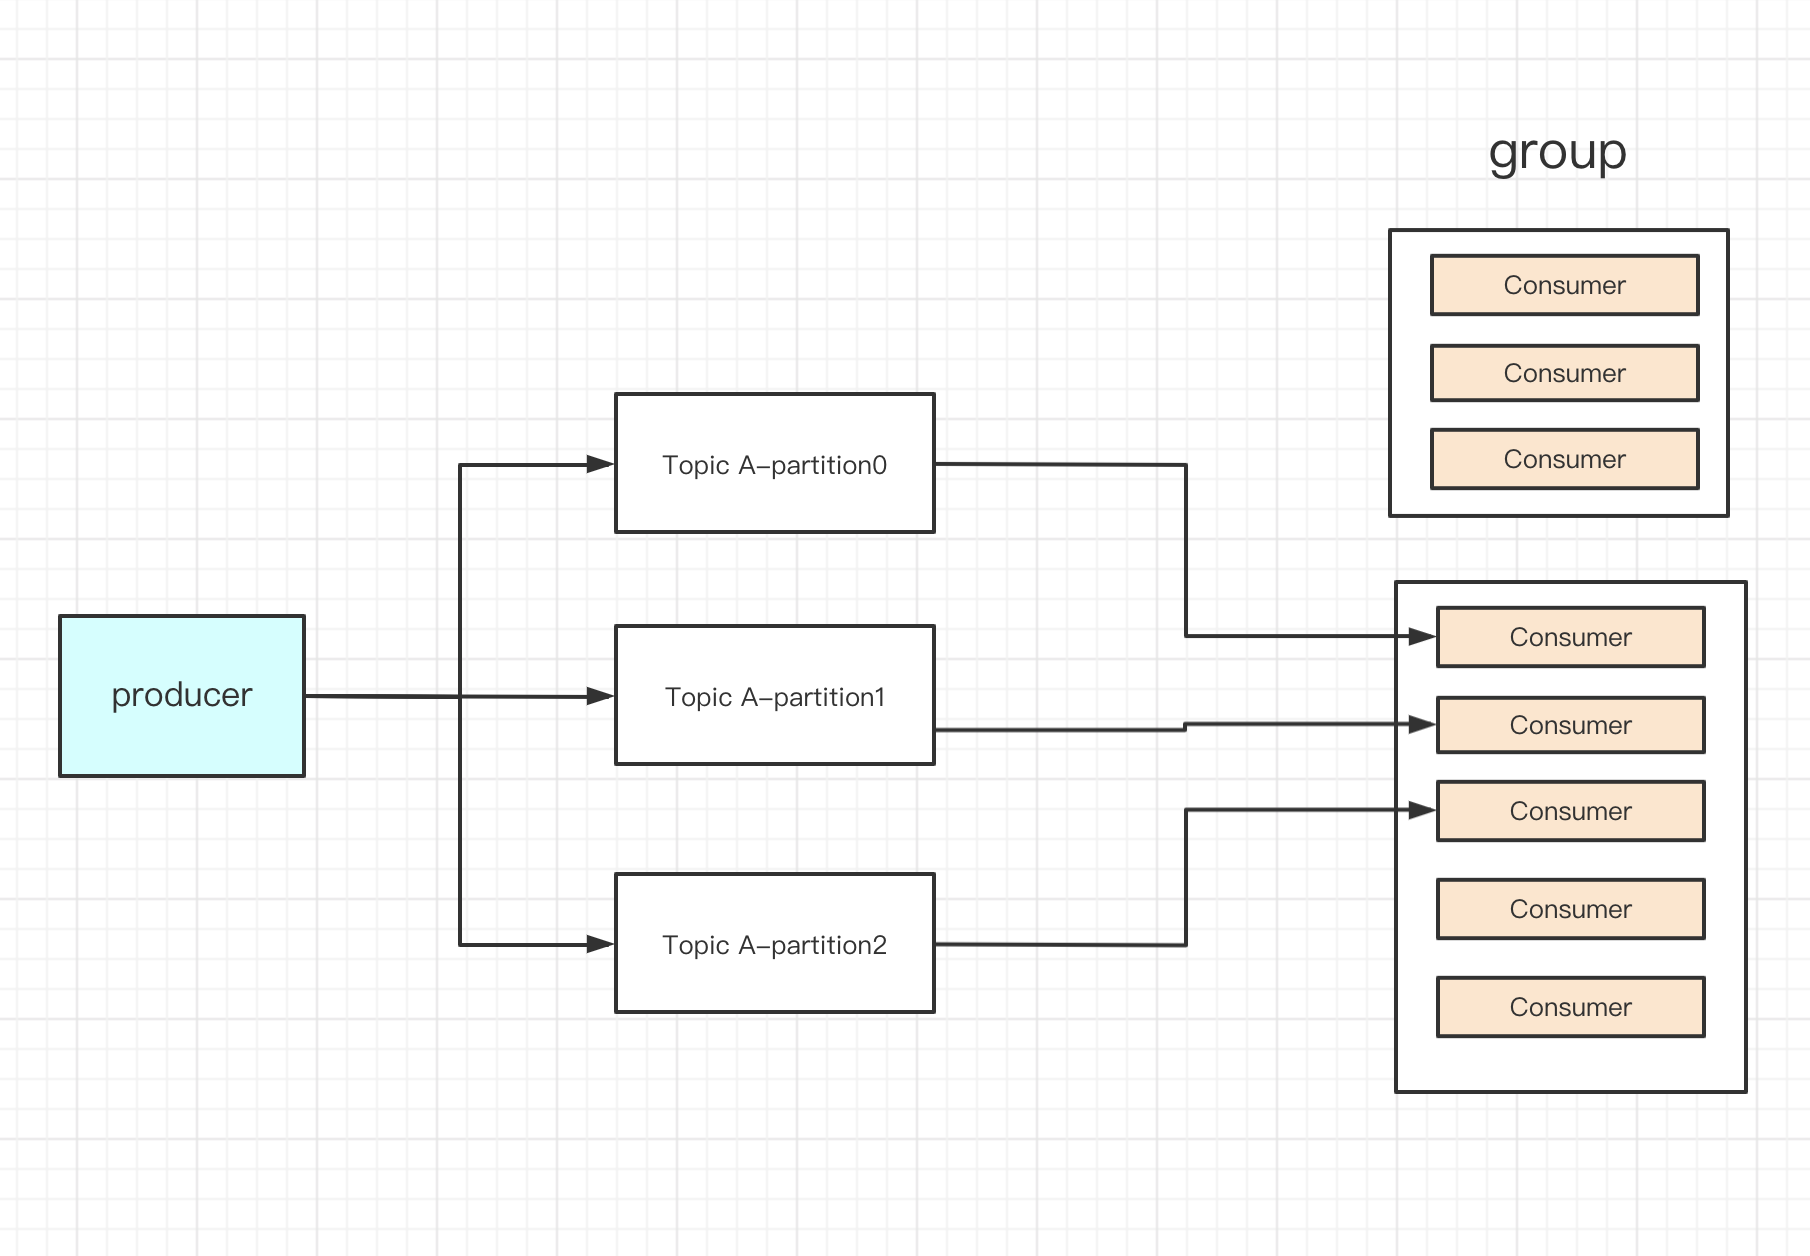 group
Consumer
Consumer
Consumer
Topic A-partition0
Consumer
producer
Topic A-partition1
Consumer
Consumer
Consumer
Topic A-partition2
Consumer